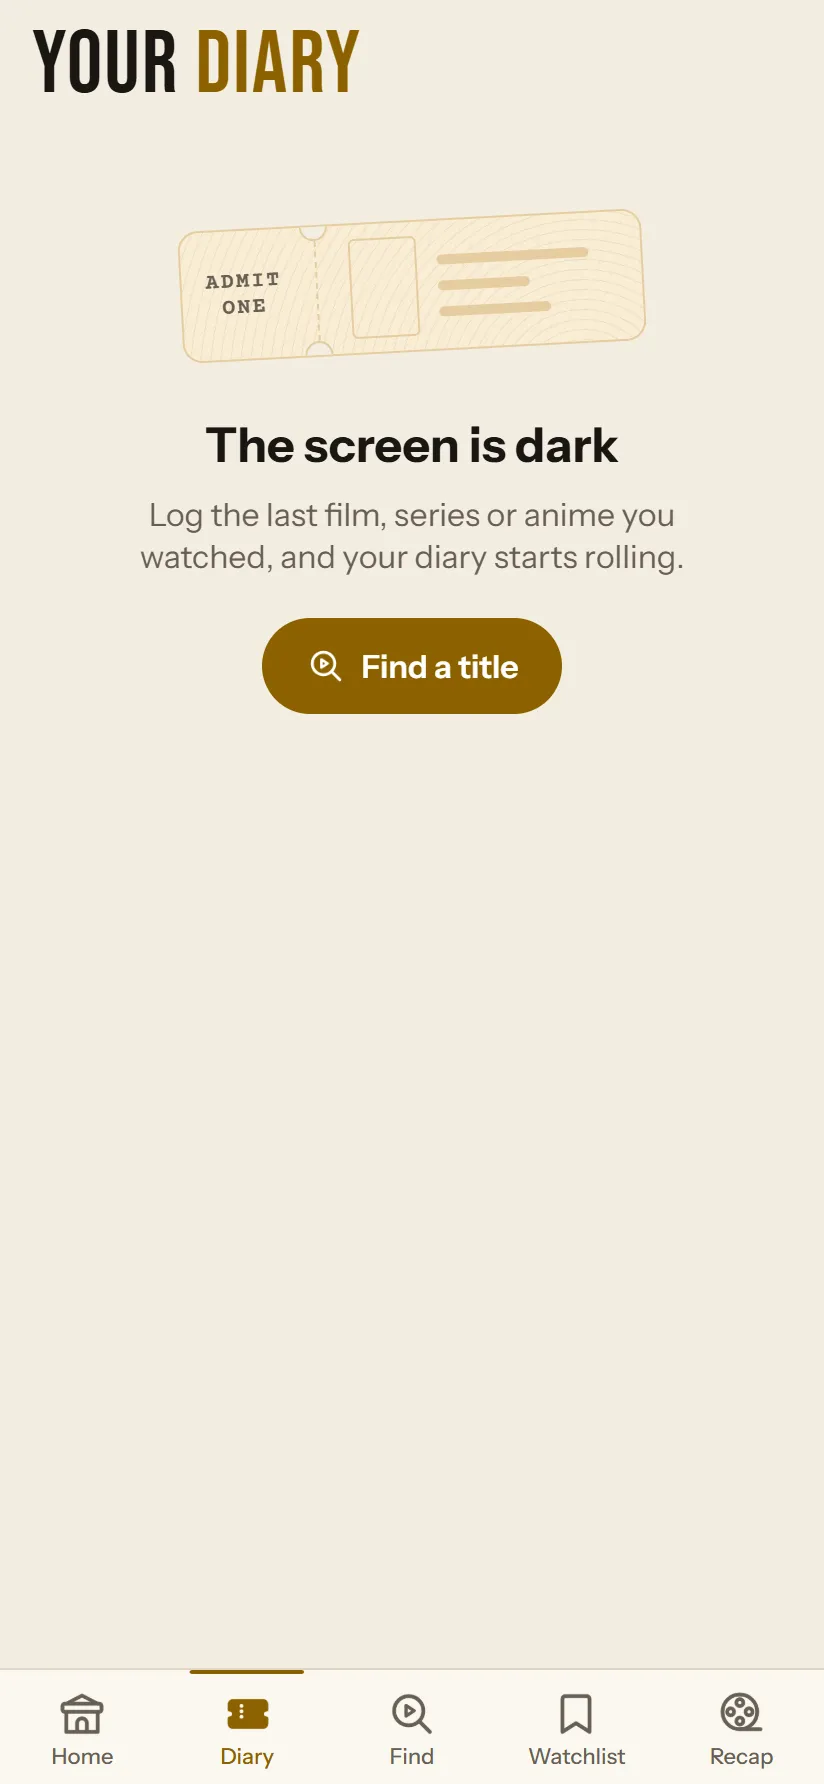 YOUR DIARY
ADMIT
ONE
The screen is dark
Log the last film, series or anime you
watched, and your diary starts rolling.
Find a title
Home
Diary
Find
Watchlist
Recap